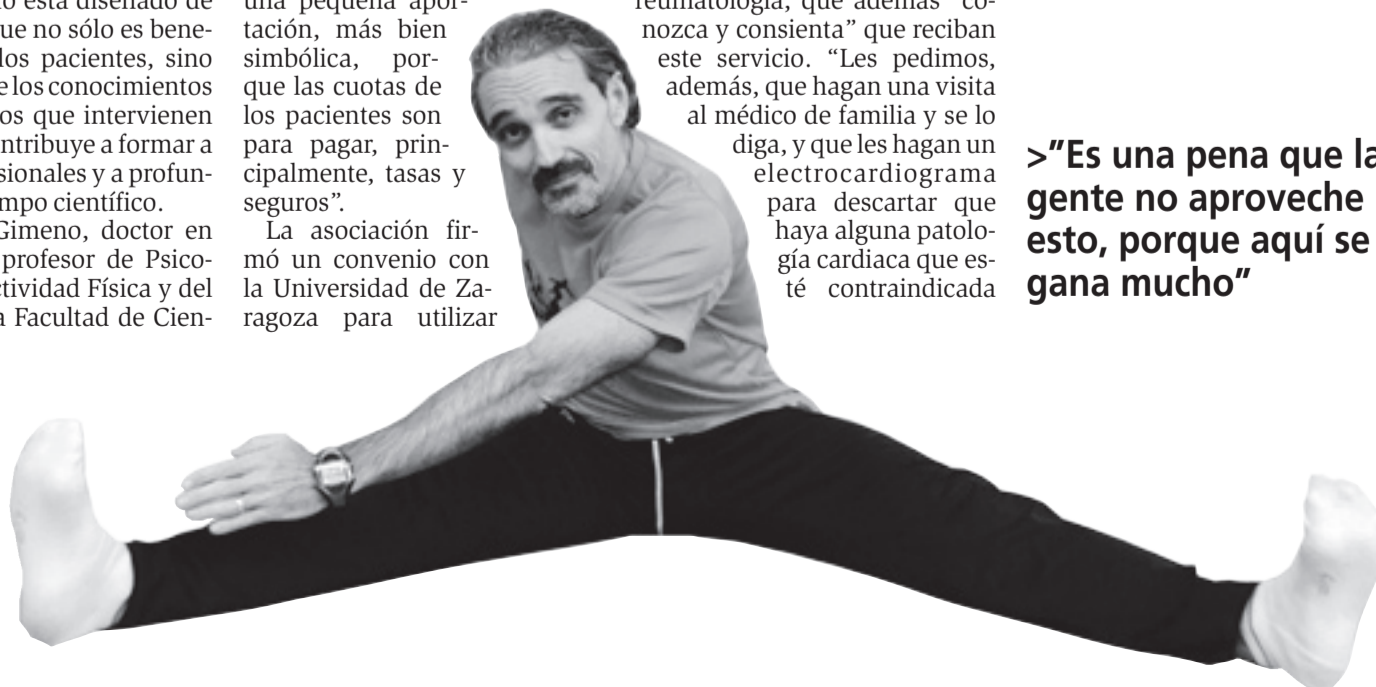 o está diseñado de
ue no sólo es bene-
los pacientes, sino
e los conocimientos
os que intervienen
ntribuye a formar a
sionales y a profun-
mpo científico.
Gimeno, doctor en
profesor de Psico-
ctividad Física y del
a Facultad de Cien-
una pequeña apor-
tación, más bien
simbólica, por-
que las cuotas de
los pacientes son
para pagar, prin-
cipalmente, tasas y
seguros”.
La asociación fir-
mó un convenio con
la Universidad de Za-
ragoza para utilizar
reumatología, que además “co-
nozca y consienta” que reciban
este servicio. “Les pedimos,
además, que hagan una visita
al médico de familia y se lo
diga, y que les hagan un
electrocardiograma
para descartar que
haya alguna patolo-
gía cardiaca que es-
té contraindicada
>”Es una pena que la
gente no aproveche
esto, porque aquí se
gana mucho”